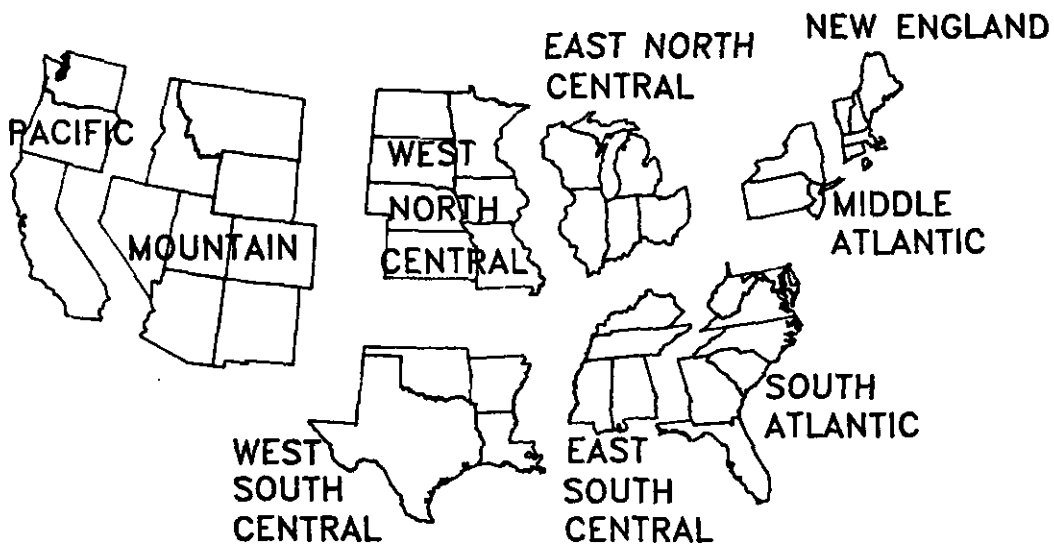 NEW ENGLAND
EAST NORTH
CENTRAL
PACIFIC
WEST
NORTH
CENTRAL
MOUNTAIN
MIDDLE
ATLANTIC
SOUTH
ATLANTIC
WEST
SOUTH
CENTRAL
EAST
SOUTH
CENTRAL